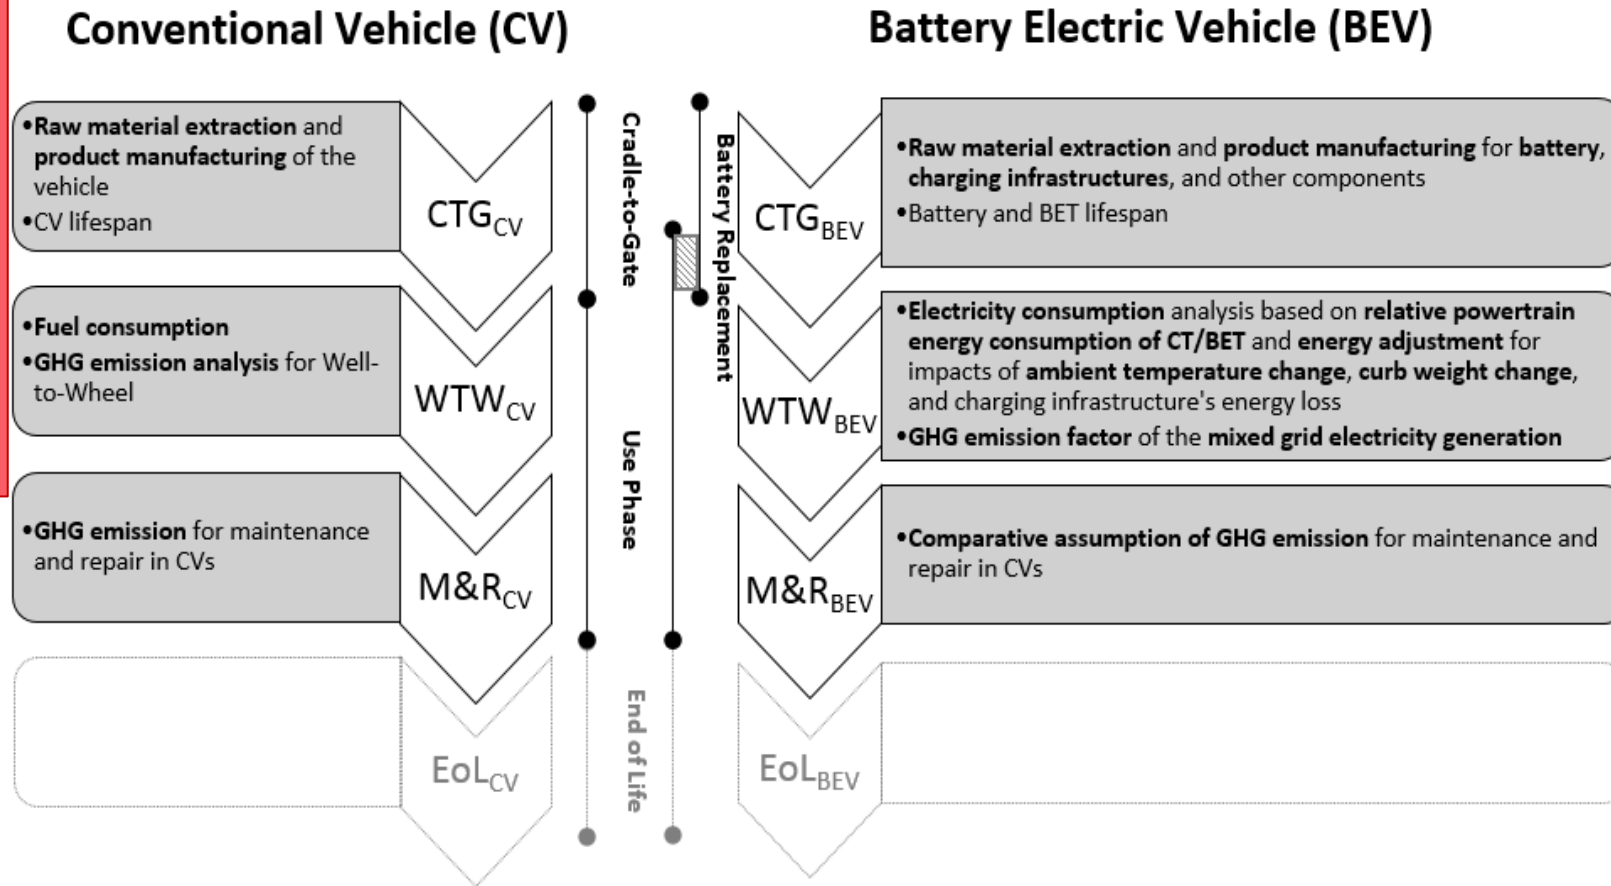 Conventional Vehicle (CV)
Battery Electric Vehicle (BEV)
•Raw material extraction and
product manufacturing of the
vehicle
•CV lifespan
CTGCV
•Fuel consumption
•GHG emission analysis for Well-
to-Wheel
WTWCV
•GHG emission for maintenance
and repair in CVs
M&RCV
EoLCV
Cradle-to-Gate
Use Phase
End of Life
Battery Replacement
CTGBEV
•Raw material extraction and product manufacturing for battery,
charging infrastructures, and other components
•Battery and BET lifespan
WTWBEV
•Electricity consumption analysis based on relative powertrain
energy consumption of CT/BET and energy adjustment for
impacts of ambient temperature change, curb weight change,
and charging infrastructure's energy loss
•GHG emission factor of the mixed grid electricity generation
M&RBEV
•Comparative assumption of GHG emission for maintenance and
repair in CVs
EoLBEV